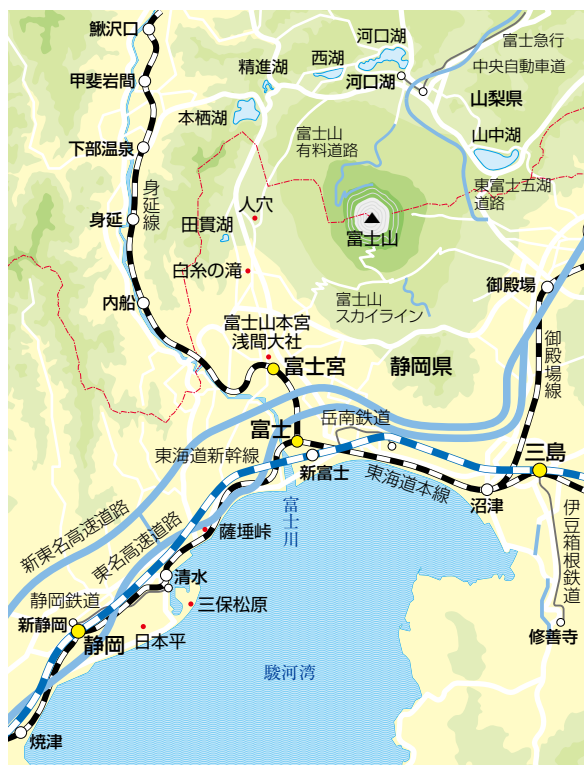 鰍沢口
河口湖
富士急行
西湖
精進湖
中央自動車道
河口湖
甲斐岩間
山梨県
本栖湖
富士山
有料道路
山中湖
下部温泉
東富士五湖
道路
身延線
人穴
身延
田貫湖
富士山
白糸の滝
御殿場
内船
富士山
スカイライン
富士山本宮
浅間大社
富士宮
静岡県
御殿場線
岳南鉄道
富士
東海道新幹線
新富士
三島
東海道本線
沼津
富士川
新東名高速道路
東名高速道路
薩埵峠
伊豆箱根鉄道
清水
静岡鉄道
三保松原
新静岡
静岡
日本平
修善寺
駿河湾
焼津